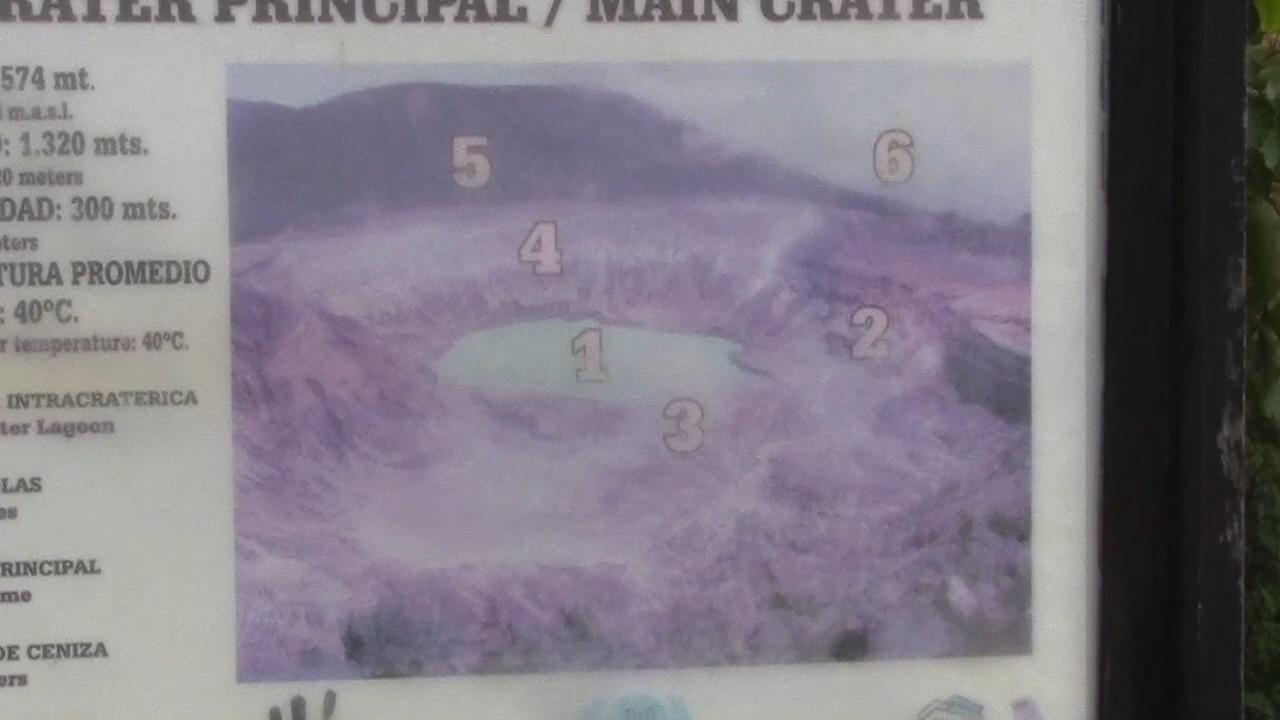 RATER PRINCIPAL / MAIN CRATER
574 mt.
m.a.s.l.
: 1.320 mts.
0 meters
DAD: 300 mts.
ters
TURA PROMEDIO
: 40°C.
r temperature: 40°C.
INTRACRATERICA
ter Lagoon
LAS
es
RINCIPAL
me
DE CENIZA
ers
5
6
4
2
1
3